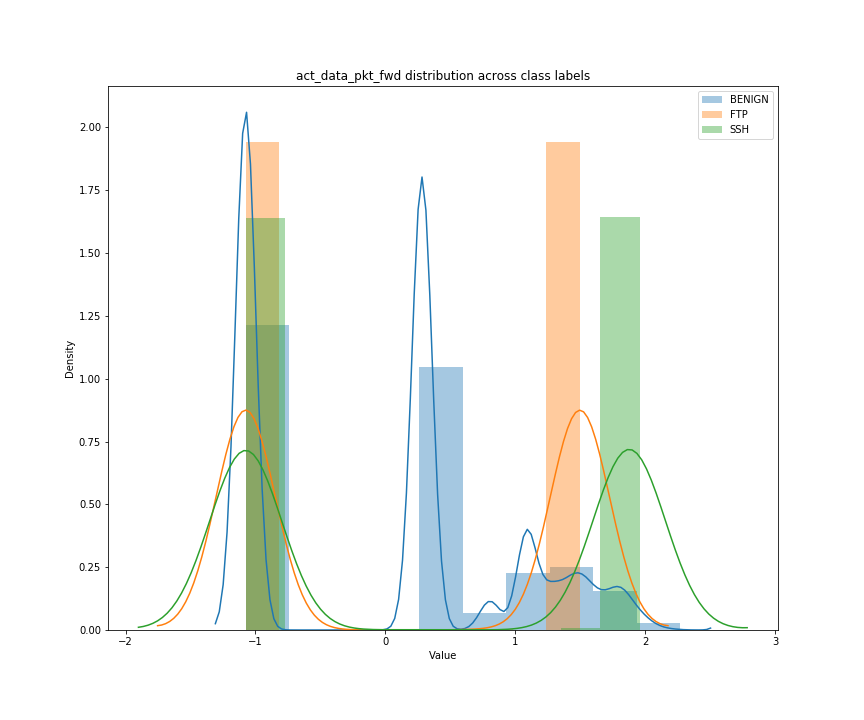 act_data_pkt_fwd distribution across class labels
BENIGN
FTP
SSH
2.00
1.75
1.50
1.25
1.00
0.75
0.50
0.25
0.00
Density
−2
−1
0
1
2
3
Value